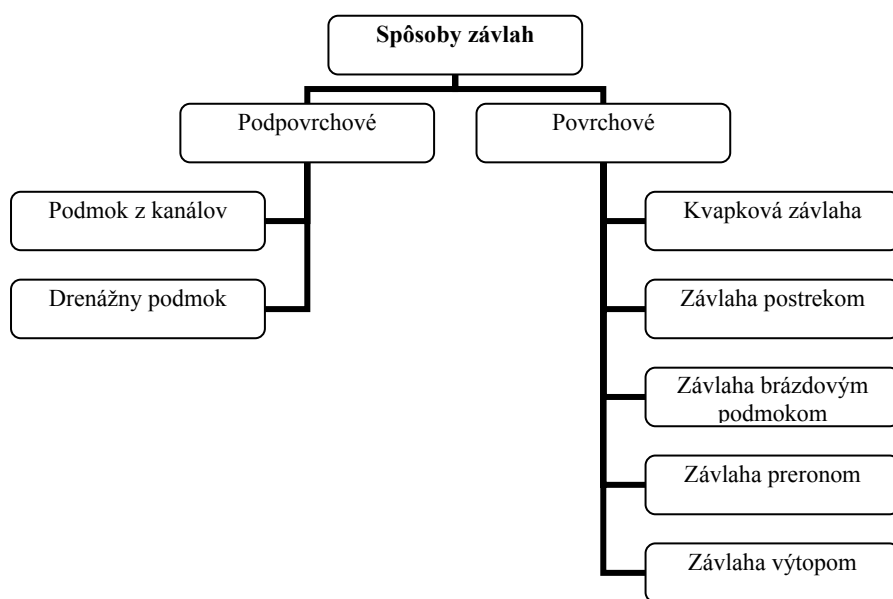 Spôsoby závlah
Podpovrchové
Povrchové
Podmok z kanálov
Drenážny podmok
Kvapková závlaha
Závlaha postrekom
Závlaha brázdovým
podmokom
Závlaha preronom
Závlaha výtopom